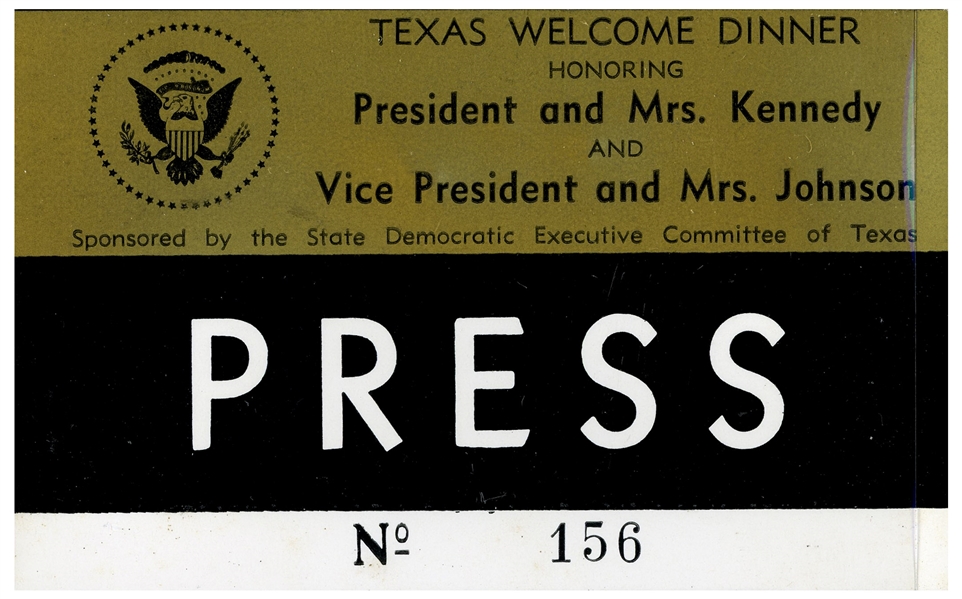 TEXAS WELCOME DINNER
HONORING
President and Mrs. Kennedy
AND
Vice President and Mrs. Johnson
Sponsored by the State Democratic Executive Committee of Texas
PRESS
Nº 156